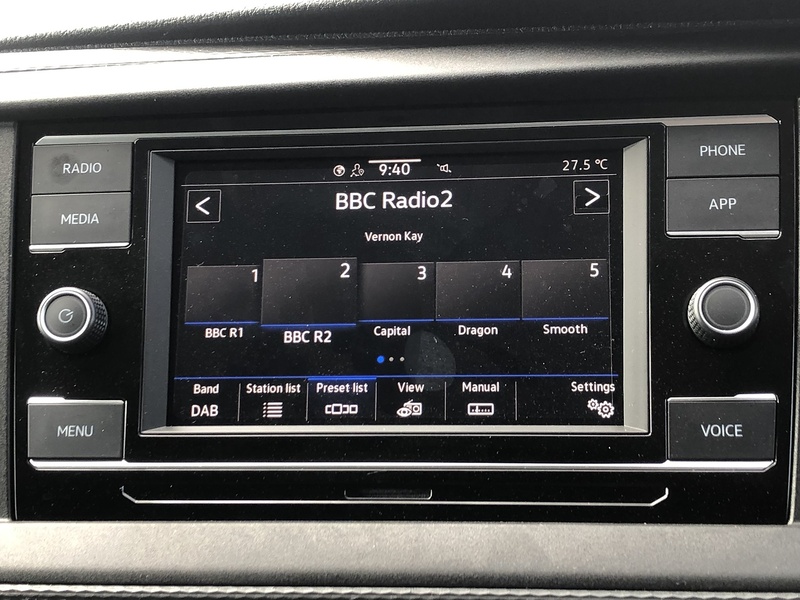 RADIO
MEDIA
MENU
PHONE
APP
VOICE
9:40
27.5 °C
<
BBC Radio2
>
Vernon Kay
1 2 3 4 5
BBC R1 BBC R2 Capital Dragon Smooth
Band Station list Preset list View Manual Settings
DAB